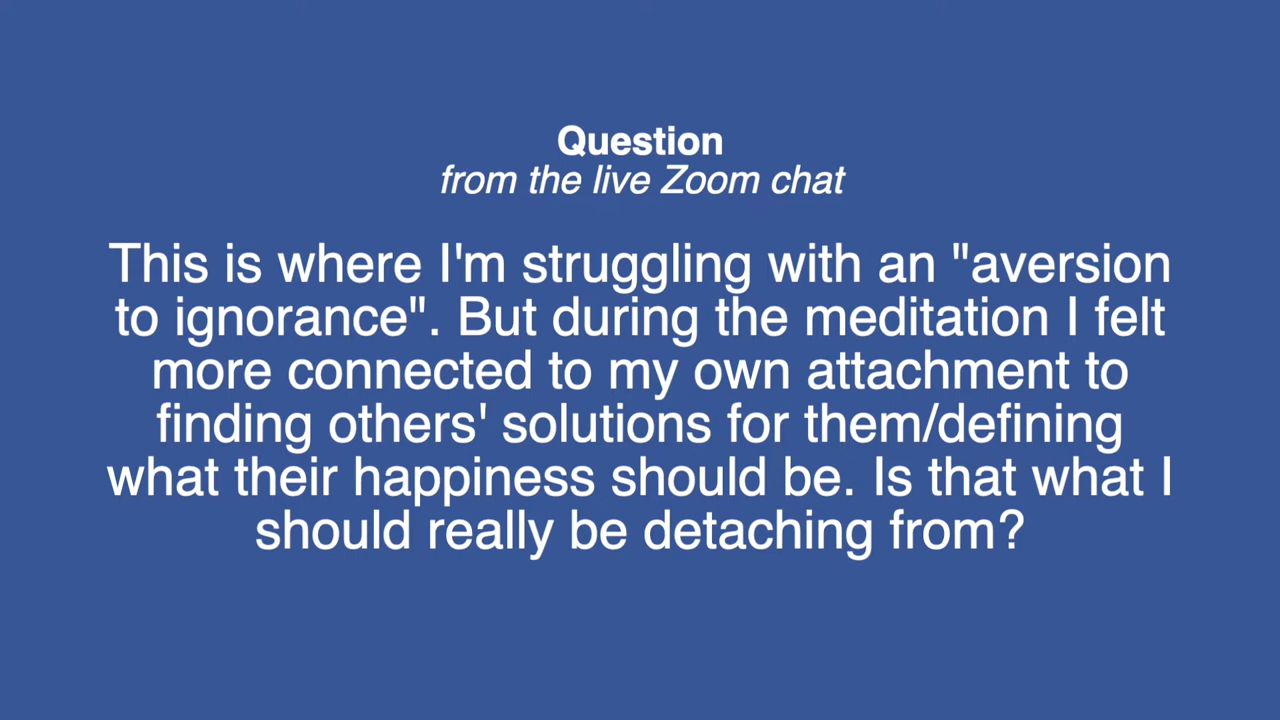 Question
from the live Zoom chat
This is where I'm struggling with an "aversion
to ignorance". But during the meditation I felt
more connected to my own attachment to
finding others' solutions for them/defining
what their happiness should be. Is that what I
should really be detaching from?